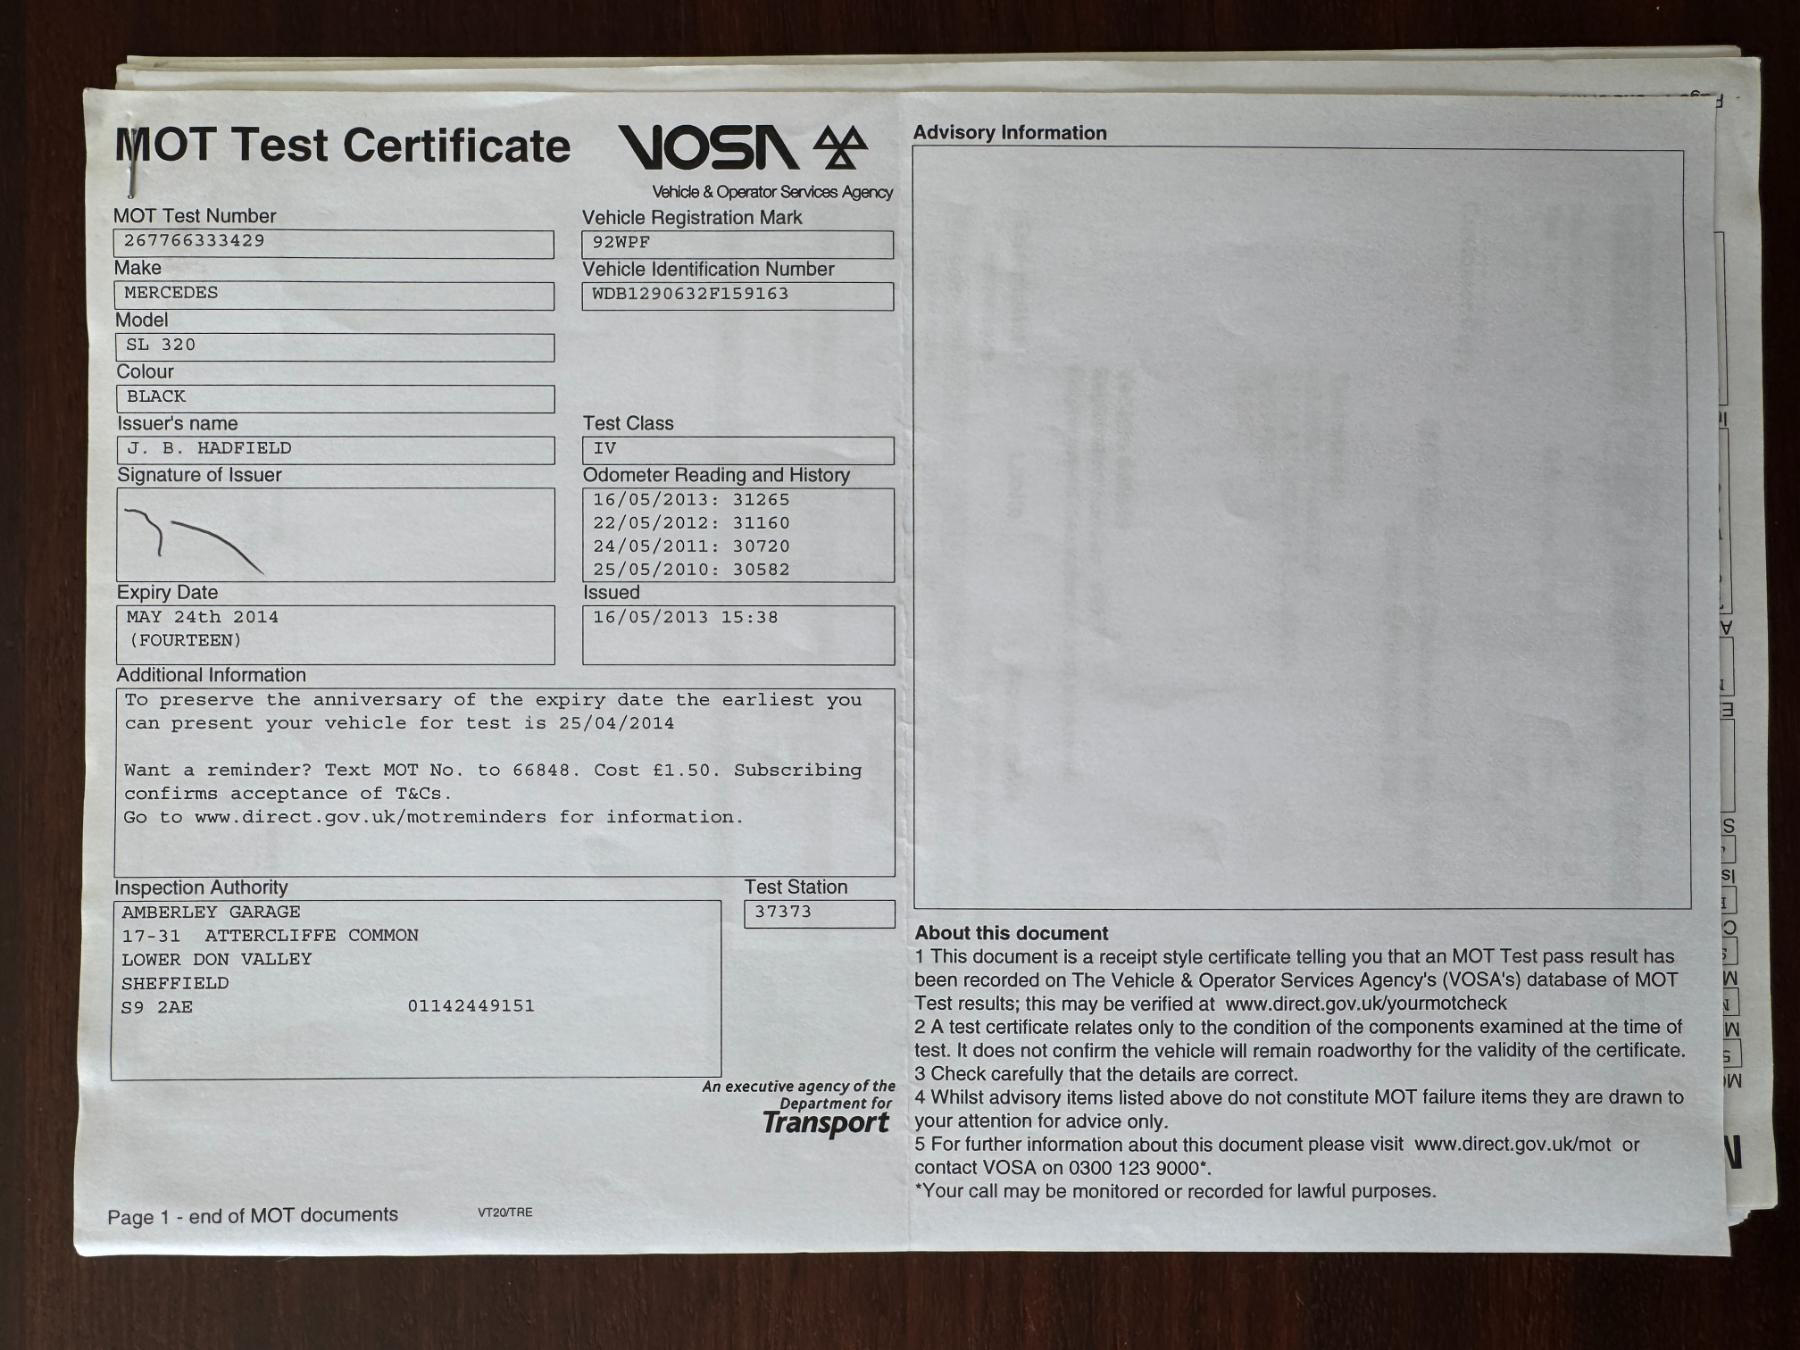 MOT Test Certificate
VOSA
Vehicle & Operator Services Agency
MOT Test Number
267766333429
Vehicle Registration Mark
92WPF
Make
MERCEDES
Vehicle Identification Number
WDB1290632F159163
Model
SL 320
Colour
BLACK
Issuer's name
J. B. HADFIELD
Test Class
IV
Signature of Issuer
Odometer Reading and History
16/05/2013: 31265
22/05/2012: 31160
24/05/2011: 30720
25/05/2010: 30582
Expiry Date
MAY 24th 2014
(FOURTEEN)
Issued
16/05/2013 15:38
Additional Information
To preserve the anniversary of the expiry date the earliest you
can present your vehicle for test is 25/04/2014
Want a reminder? Text MOT No. to 66848. Cost £1.50. Subscribing
confirms acceptance of T&Cs.
Go to www.direct.gov.uk/motreminders for information.
Inspection Authority
AMBERLEY GARAGE
17-31 ATTERCLIFFE COMMON
LOWER DON VALLEY
SHEFFIELD
S9 2AE 01142449151
Test Station
37373
An executive agency of the
Department for
Transport
Page 1 - end of MOT documents
VT20/TRE
Advisory Information
About this document
1 This document is a receipt style certificate telling you that an MOT Test pass result has
been recorded on The Vehicle & Operator Services Agency's (VOSA's) database of MOT
Test results; this may be verified at www.direct.gov.uk/yourmotcheck
2 A test certificate relates only to the condition of the components examined at the time of
test. It does not confirm the vehicle will remain roadworthy for the validity of the certificate.
3 Check carefully that the details are correct.
4 Whilst advisory items listed above do not constitute MOT failure items they are drawn to
your attention for advice only.
5 For further information about this document please visit www.direct.gov.uk/mot or
contact VOSA on 0300 123 9000*.
*Your call may be monitored or recorded for lawful purposes.